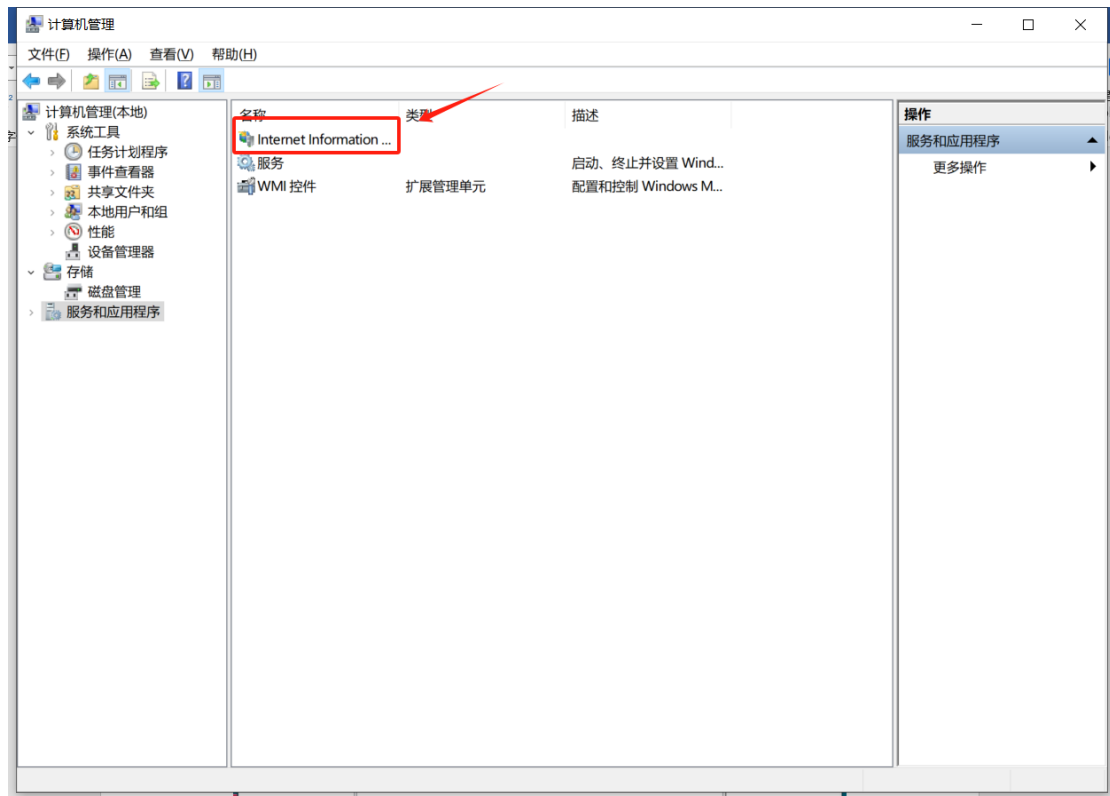 计算机管理
文件(F) 操作(A) 查看(V) 帮助(H)
计算机管理(本地)
系统工具
任务计划程序
事件查看器
共享文件夹
本地用户和组
性能
设备管理器
存储
磁盘管理
服务和应用程序
名称 类型 描述
Internet Information ...
服务 启动、终止并设置 Wind...
WMI 控件 扩展管理单元 配置和控制 Windows M...
操作
服务和应用程序
更多操作